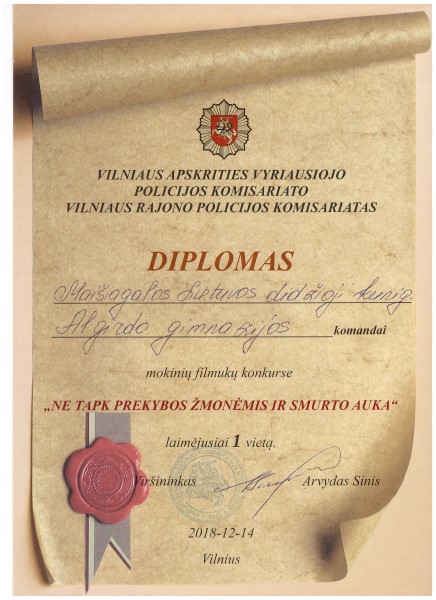 VILNIAUS APSKRITIES VYRIAUSIOJO
POLICIJOS KOMISARIATO
VILNIAUS RAJONO POLICIJOS KOMISARIATAS
DIPLOMAS
Maišiagalos Lietuvos didžioji kunig.
Algirdo gimnazijos komandai
mokinių filmukų konkurse
„NE TAPK PREKYBOS ŽMONĖMIS IR SMURTO AUKA“
laimėjusiai 1 vietą.
Viršininkas Arvydas Sinis
2018-12-14
Vilnius